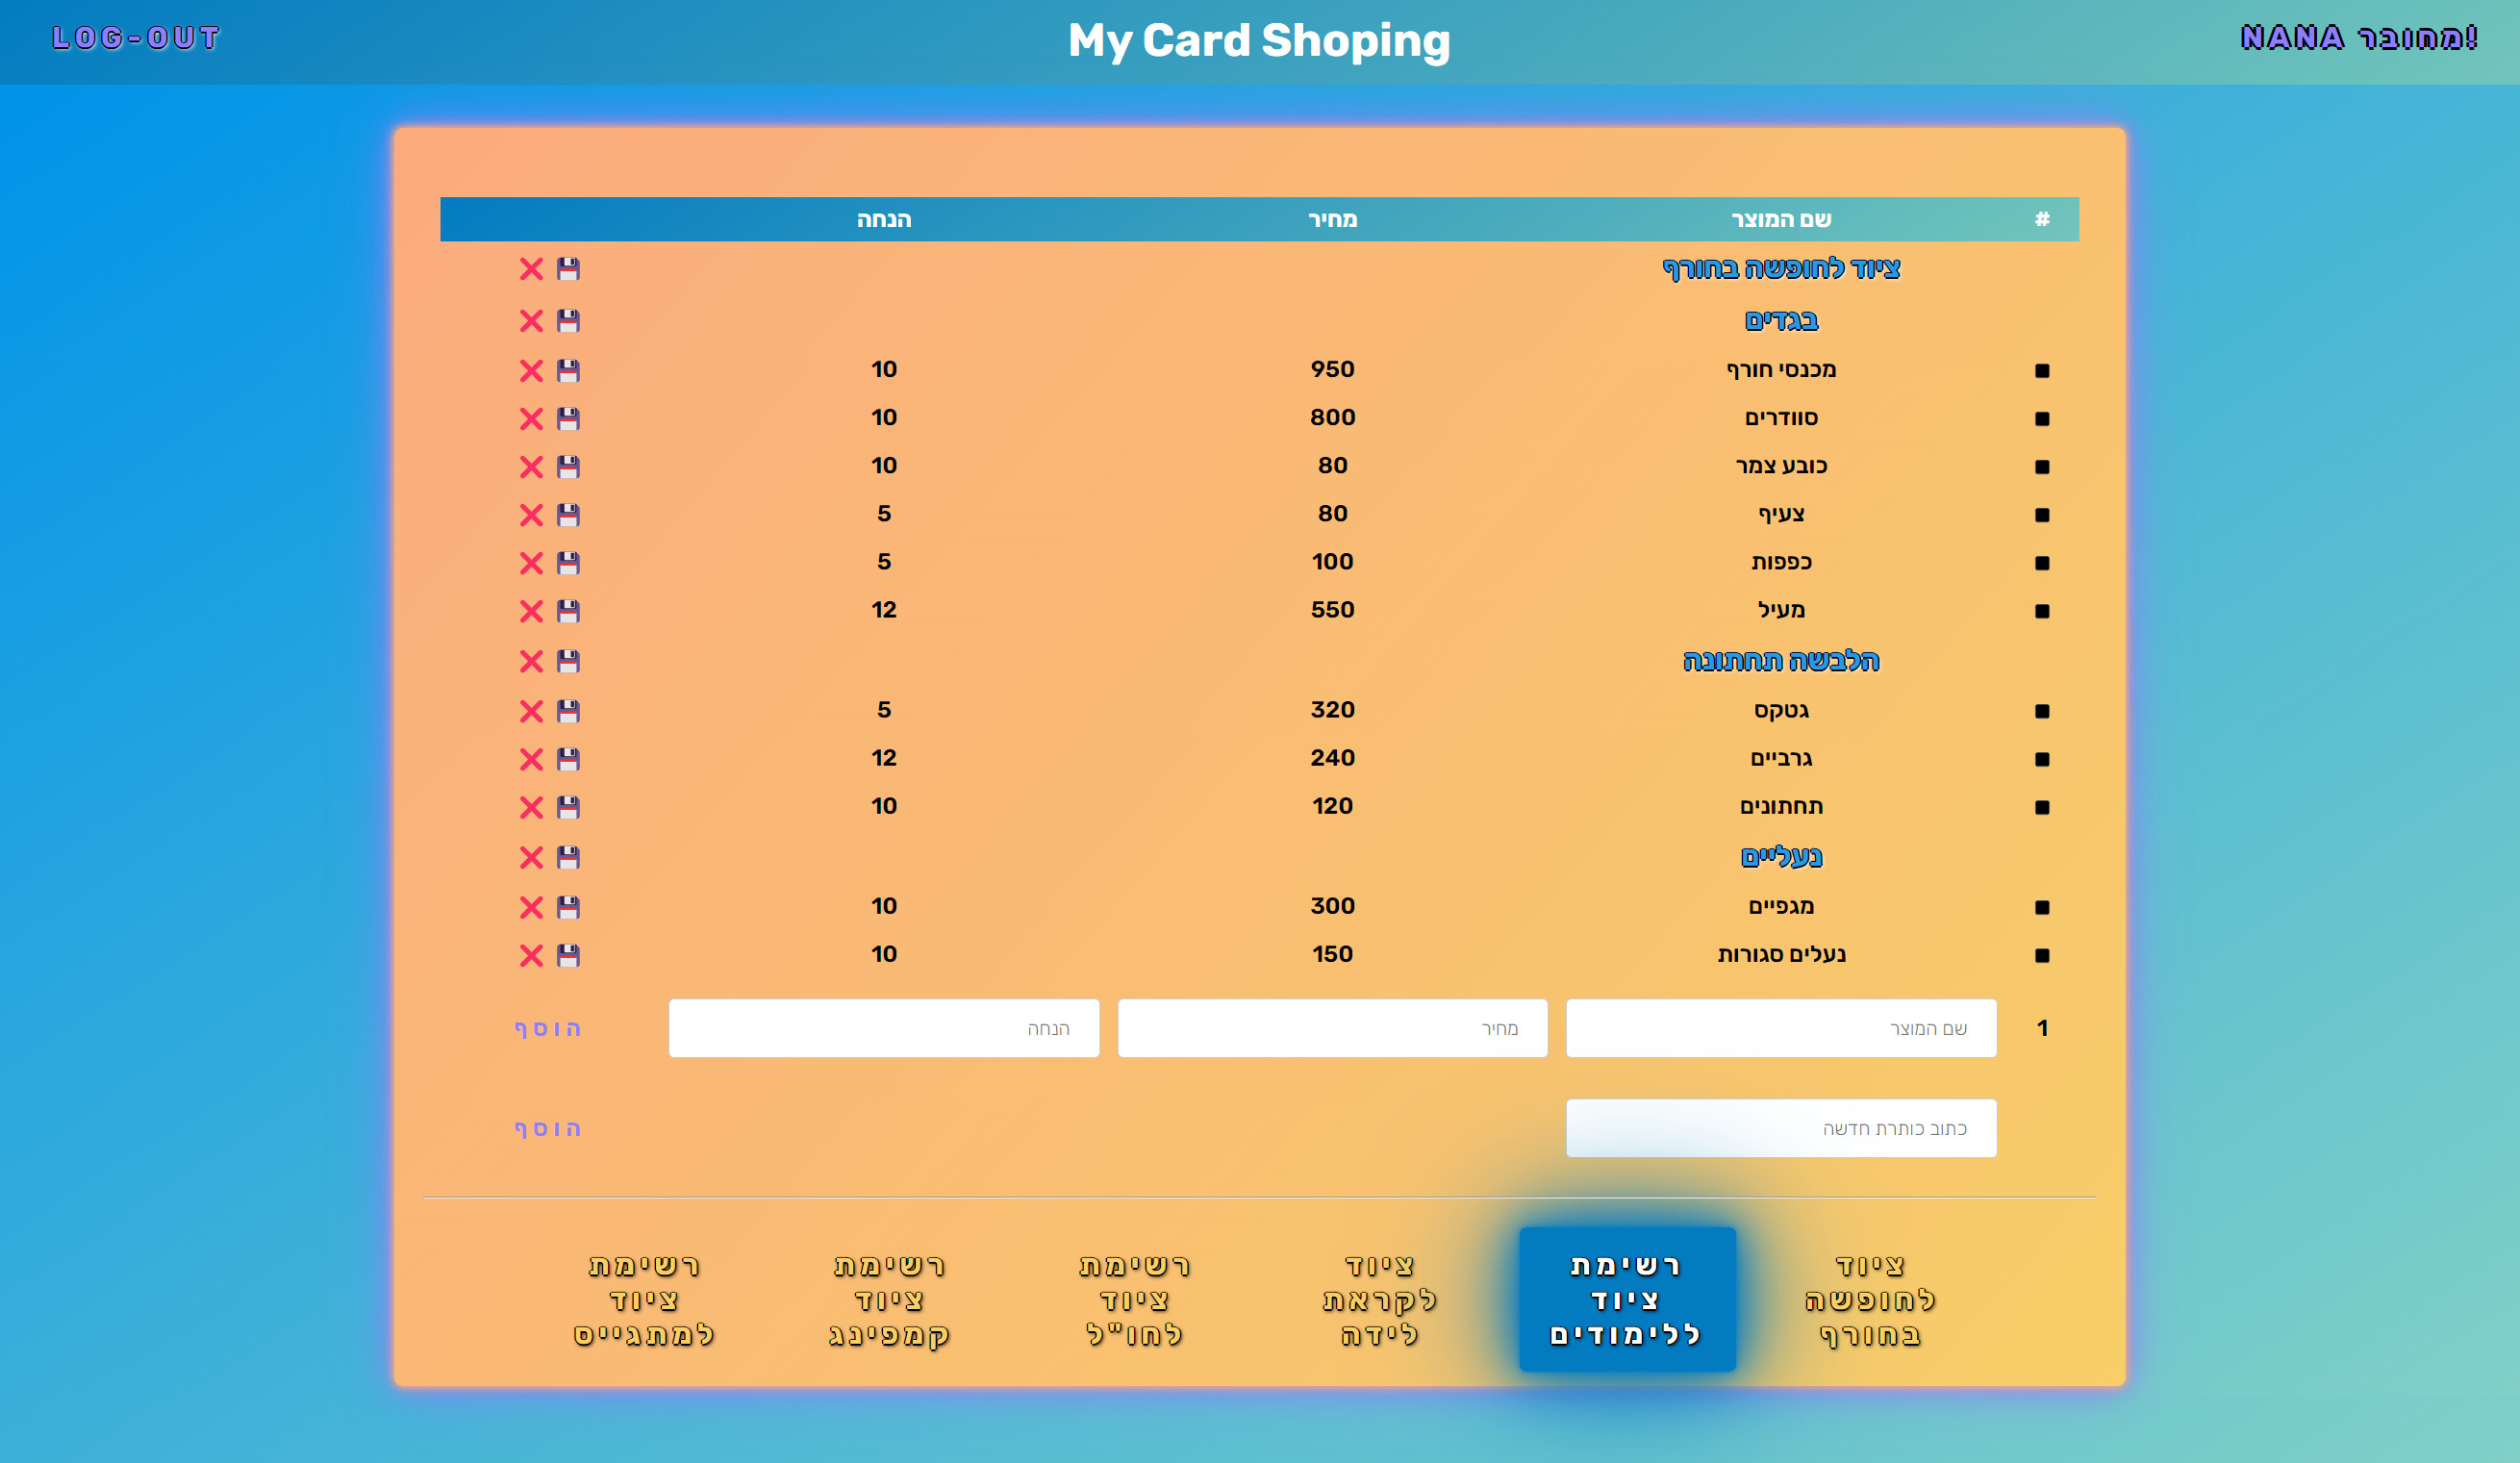 LOG-OUT
My Card Shoping
NANA מחובר!
# שם המוצר מחיר הנחה
ציוד לחופשה בחורף
בגדים
מכנסי חורף 950 10
סוודרים 800 10
כובע צמר 80 10
צעיף 80 5
כפפות 100 5
מעיל 550 12
הלבשה תחתונה
גטקס 320 5
גרביים 240 12
תחתונים 120 10
נעליים
מגפיים 300 10
נעלים סגורות 150 10
1 שם המוצר מחיר הנחה הוסף
כתוב כותרת חדשה הוסף
ציוד
לחופשה
בחורף
רשימת
ציוד
ללימודים
ציוד
לקראת
לידה
רשימת
ציוד
לחו"ל
רשימת
ציוד
קמפינג
רשימת
ציוד
למתגייס